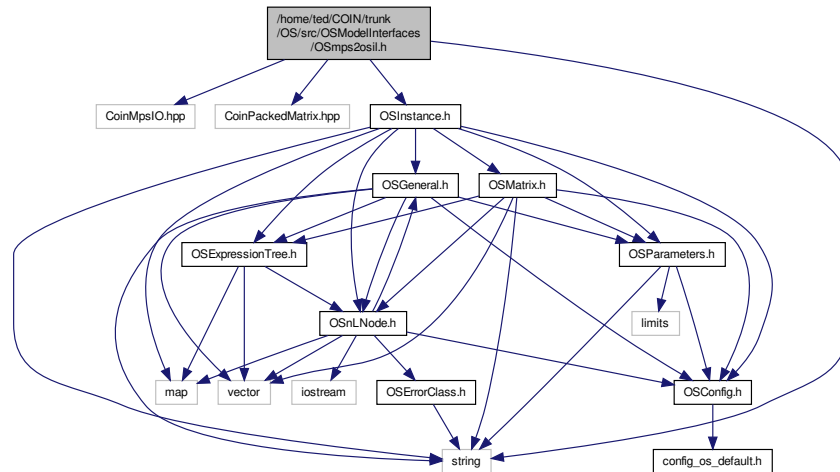 /home/ted/COIN/trunk
/OS/src/OSModelInterfaces
/OSmps2osil.h
CoinMpsIO.hpp
CoinPackedMatrix.hpp
OSInstance.h
OSGeneral.h
OSMatrix.h
OSExpressionTree.h
OSParameters.h
OSnLNode.h
limits
map
vector
iostream
OSErrorClass.h
OSConfig.h
string
config_os_default.h